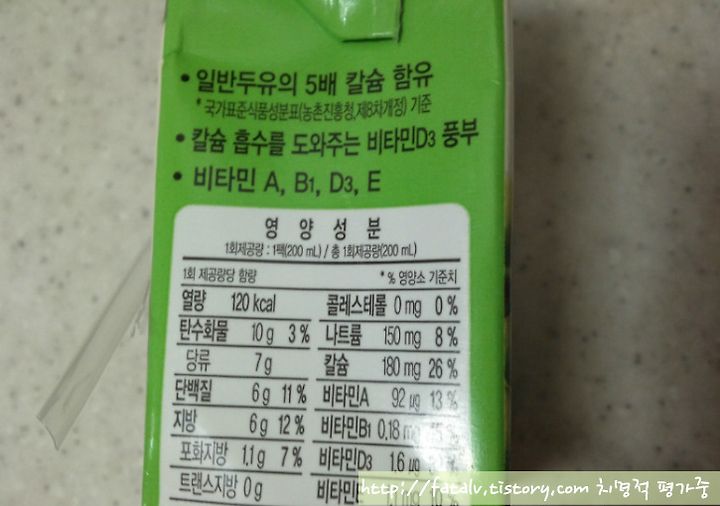 • 일반두유의 5배 칼슘 함유
* 국가표준식품성분표(농촌진흥청,제8차개정) 기준
• 칼슘 흡수를 도와주는 비타민D3 풍부
• 비타민 A, B1, D3, E
영 양 성 분
1회제공량 : 1팩(200 mL) / 총 1회제공량(200 mL)
1회 제공량당 함량 * % 영양소 기준치
열량 120 kcal 콜레스테롤 0 mg 0 %
탄수화물 10 g 3 % 나트륨 150 mg 8 %
당류 7 g 칼슘 180 mg 26 %
단백질 6 g 11 % 비타민A 92 μg 13 %
지방 6 g 12 % 비타민B1 0.18 mg
포화지방 1.1 g 7 % 비타민D3 1.6 μg
트랜스지방 0 g 비타민
http://fatalv.tistory.com 치명적 평가중